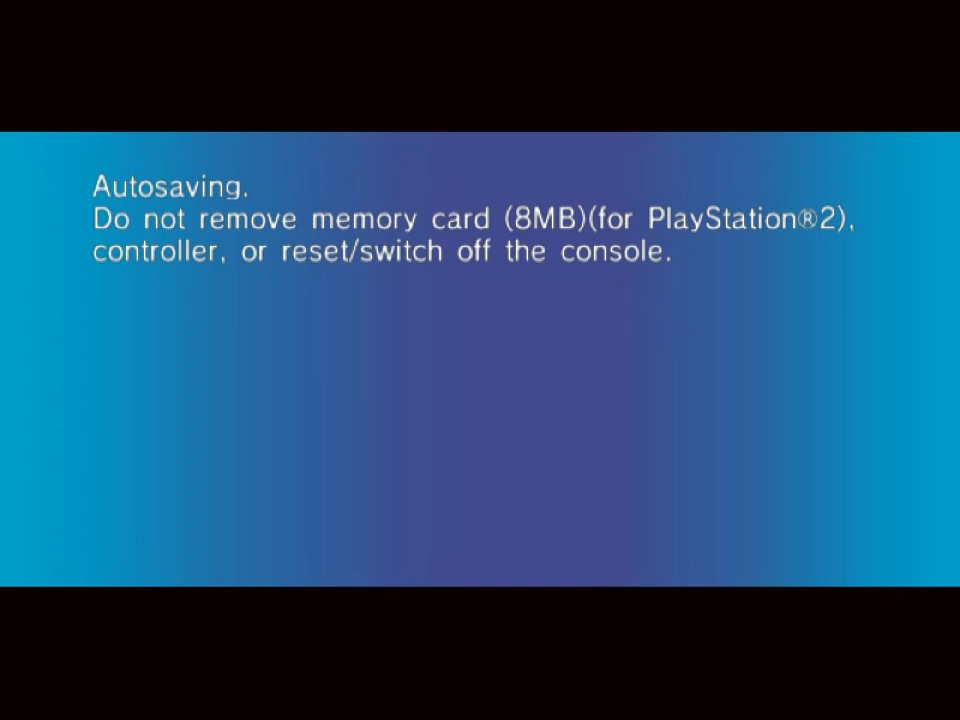 Autosaving.
Do not remove memory card (8MB)(for PlayStation®2),
controller, or reset/switch off the console.